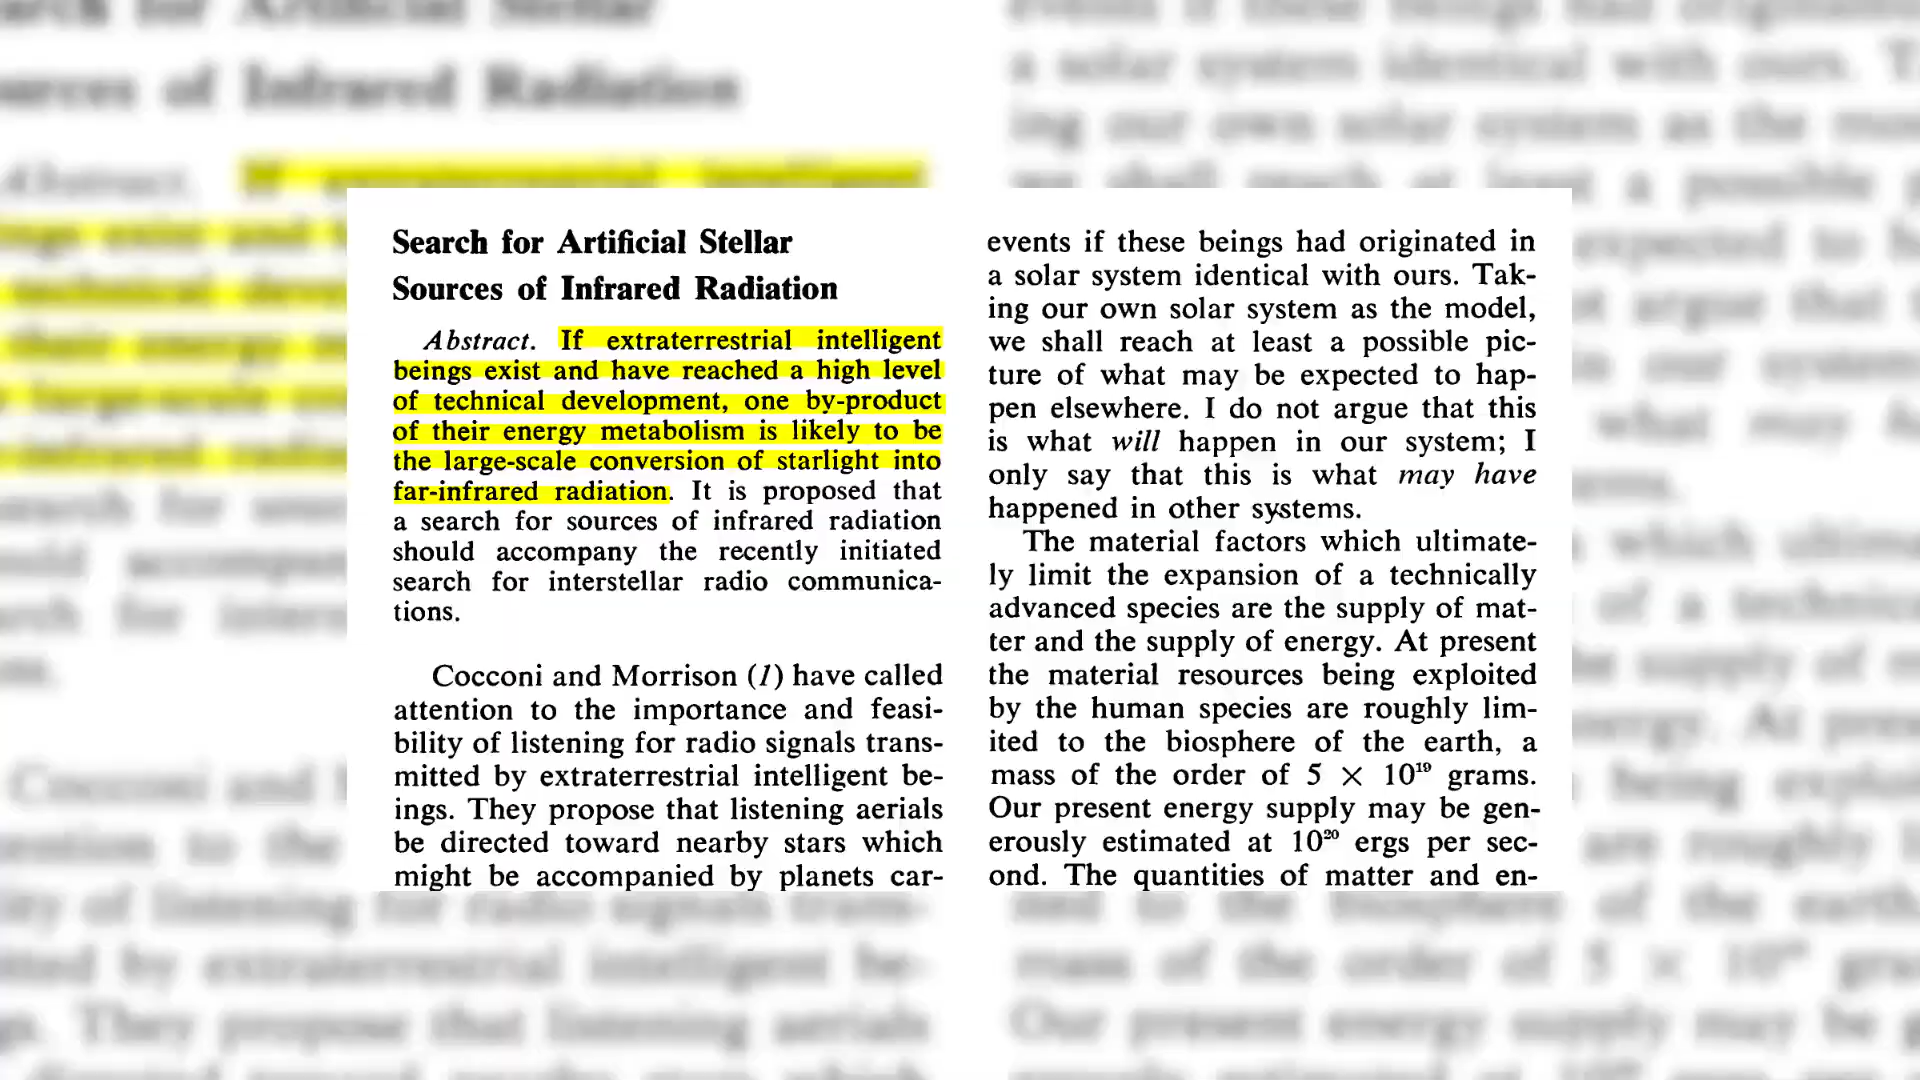 Search for Artificial Stellar
Sources of Infrared Radiation
Abstract. If extraterrestrial intelligent
beings exist and have reached a high level
of technical development, one by-product
of their energy metabolism is likely to be
the large-scale conversion of starlight into
far-infrared radiation. It is proposed that
a search for sources of infrared radiation
should accompany the recently initiated
search for interstellar radio communica-
tions.
Cocconi and Morrison (1) have called
attention to the importance and feasi-
bility of listening for radio signals trans-
mitted by extraterrestrial intelligent be-
ings. They propose that listening aerials
be directed toward nearby stars which
might be accompanied by planets car-
events if these beings had originated in
a solar system identical with ours. Tak-
ing our own solar system as the model,
we shall reach at least a possible pic-
ture of what may be expected to hap-
pen elsewhere. I do not argue that this
is what will happen in our system; I
only say that this is what may have
happened in other systems.
The material factors which ultimate-
ly limit the expansion of a technically
advanced species are the supply of mat-
ter and the supply of energy. At present
the material resources being exploited
by the human species are roughly lim-
ited to the biosphere of the earth, a
mass of the order of 5 × 10¹⁹ grams.
Our present energy supply may be gen-
erously estimated at 10²⁰ ergs per sec-
ond. The quantities of matter and en-